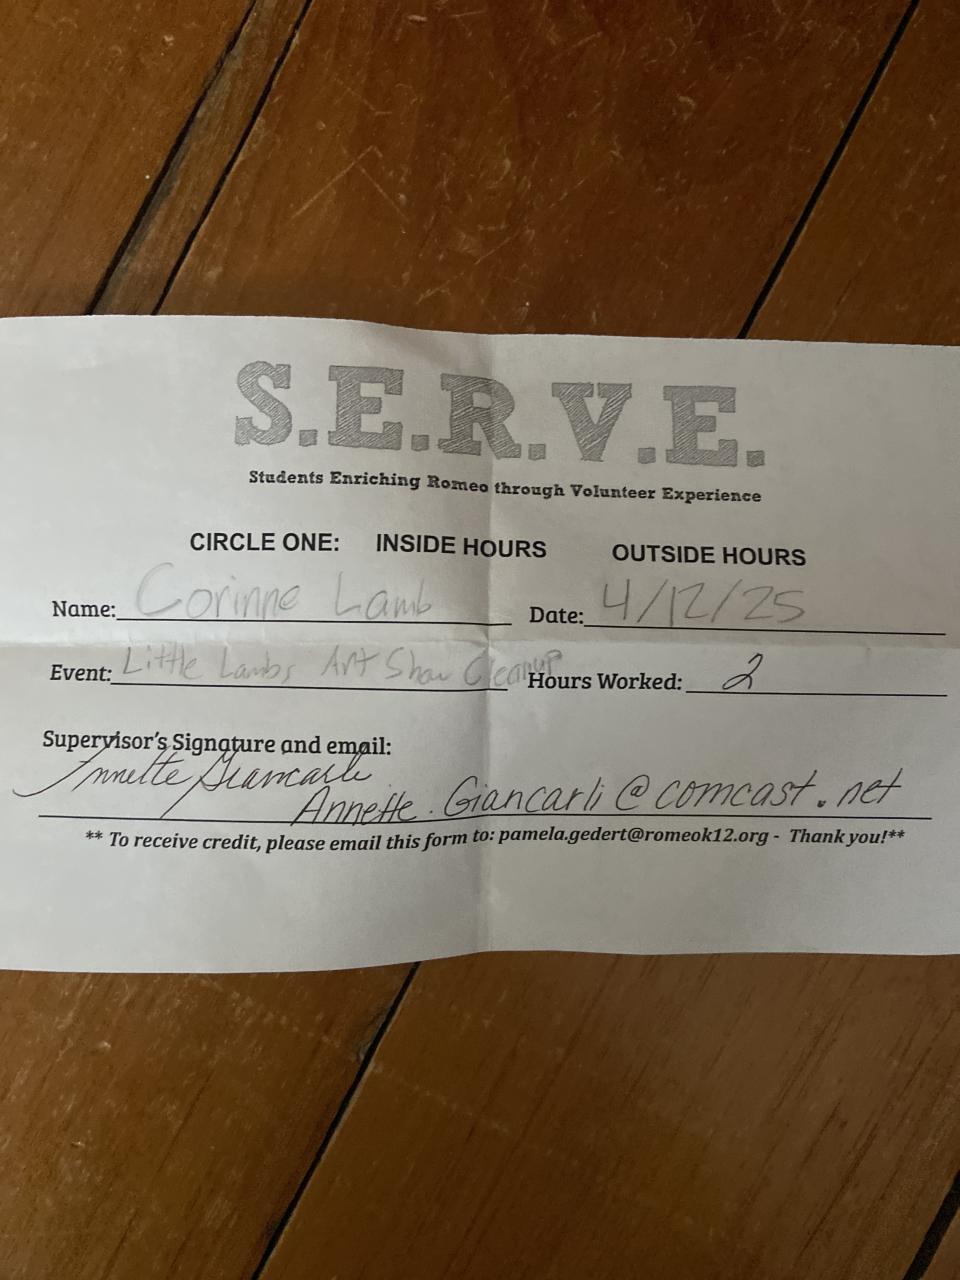 S.E.R.V.E.
Students Enriching Romeo through Volunteer Experience
CIRCLE ONE: INSIDE HOURS OUTSIDE HOURS
Name: Corinne Lamb Date: 4/12/25
Event: Little Lambs Art Show Cleanup Hours Worked: 2
Supervisor's Signature and email:
Annette Giancarli
Annette.Giancarli@comcast.net
** To receive credit, please email this form to: pamela.gedert@romeok12.org - Thank you!**